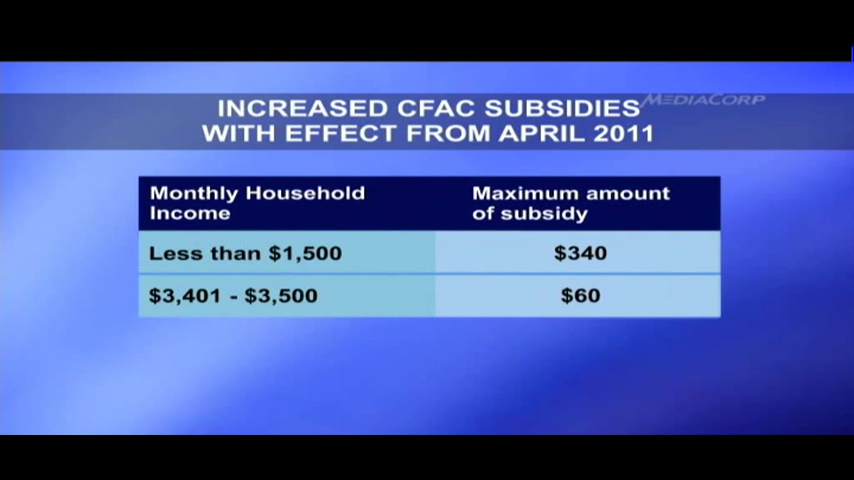 INCREASED CFAC SUBSIDIES
MEDIACORP
WITH EFFECT FROM APRIL 2011
Monthly Household
Income
Maximum amount
of subsidy
Less than $1,500
$340
$3,401 - $3,500
$60